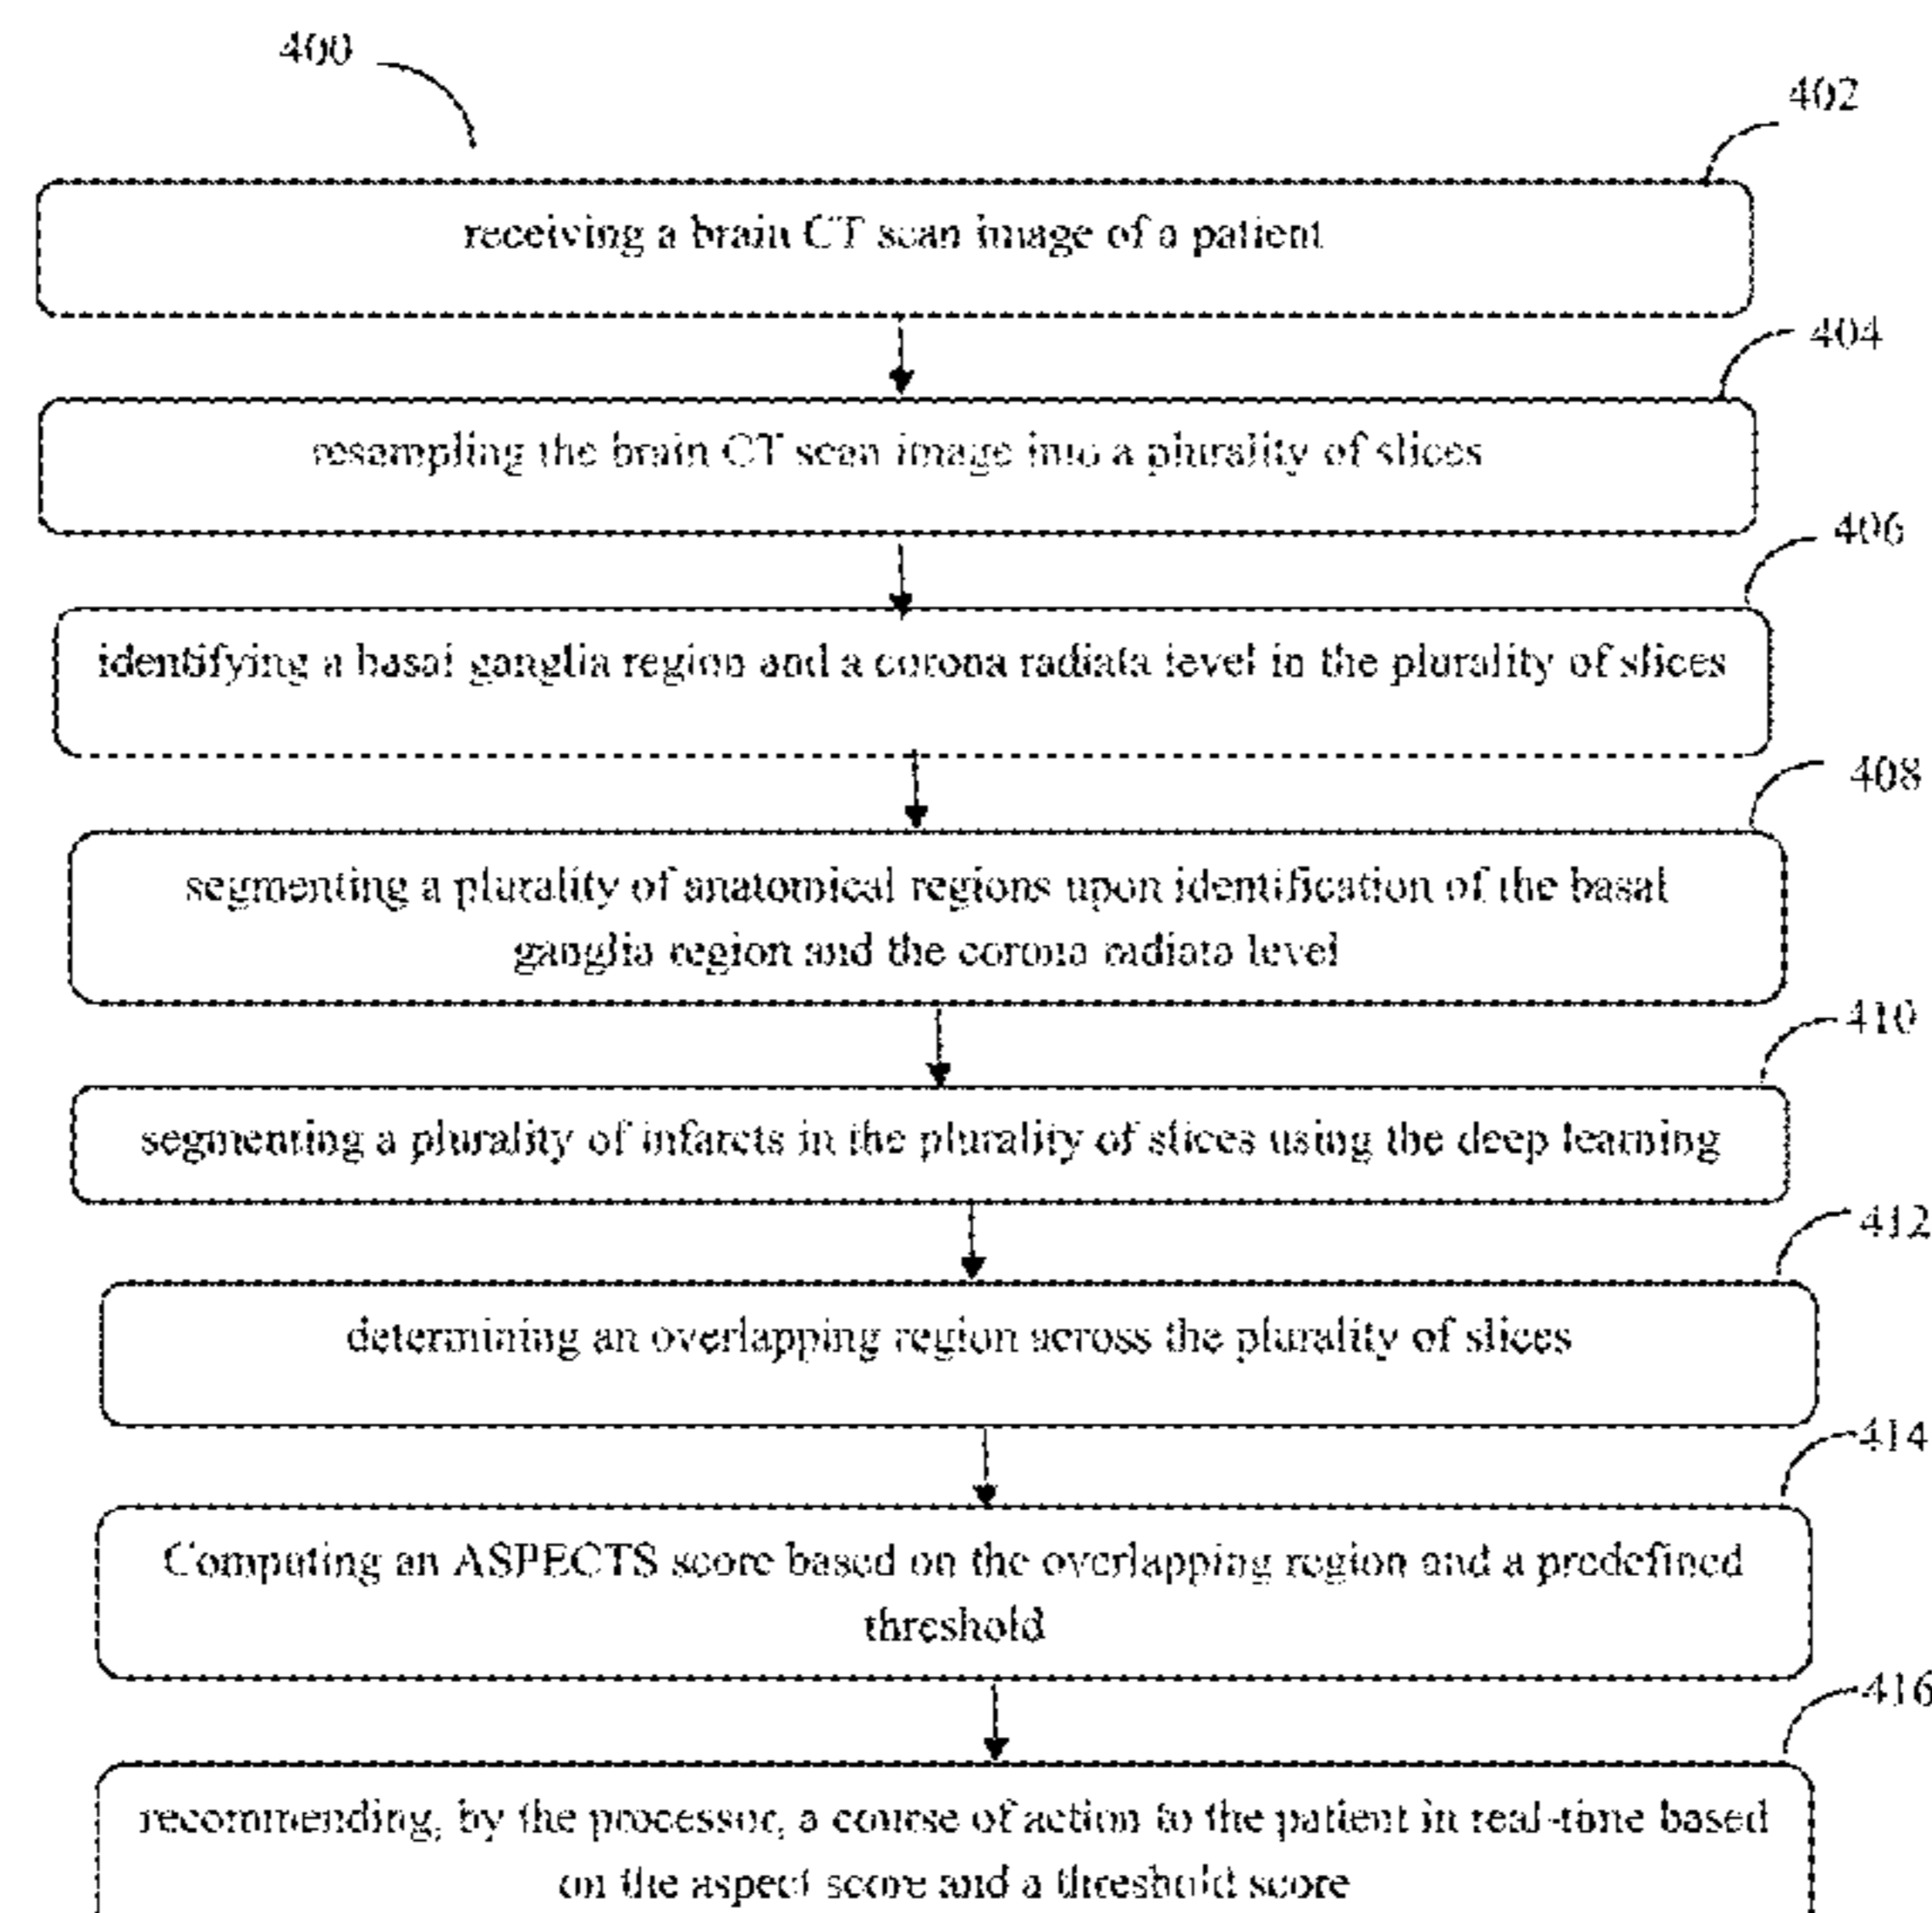 400
402
receiving a brain CT scan image of a patient
404
resampling the brain CT scan image into a plurality of slices
406
identifying a basal ganglia region and a corona radiata level in the plurality of slices
408
segmenting a plurality of anatomical regions upon identification of the basal
ganglia region and the corona radiata level
410
segmenting a plurality of infarcts in the plurality of slices using the deep learning
412
determining an overlapping region across the plurality of slices
414
Computing an ASPECTS score based on the overlapping region and a predefined
threshold
416
recommending, by the processor, a course of action to the patient in real-time based
on the aspect score and a threshold score